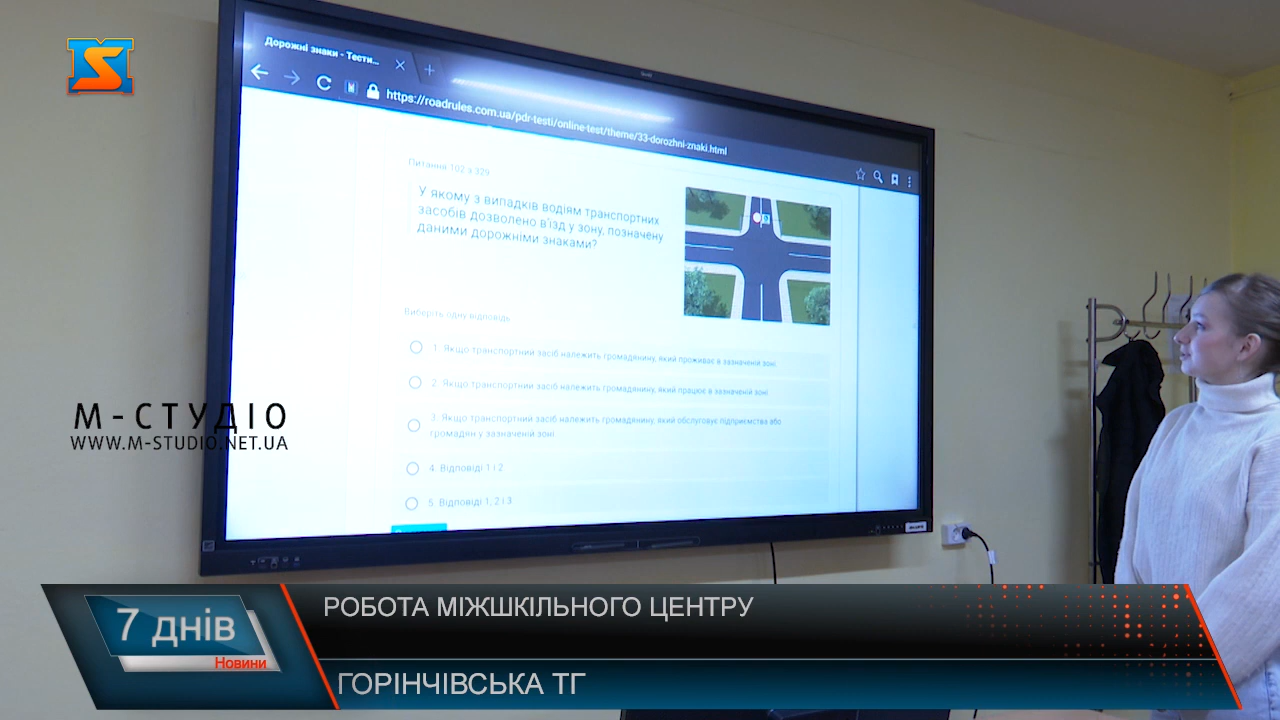 Дорожні знаки - Тести...
https://roadrules.com.ua/pdr-testi/online-test/theme/33-dorozhni-znaki.html
Питання 102 з 329
У якому з випадків водіям транспортних
засобів дозволено в'їзд у зону, позначену
даними дорожніми знаками?
Виберіть одну відповідь
1. Якщо транспортний засіб належить громадянину, який проживає в зазначеній зоні.
2. Якщо транспортний засіб належить громадянину, який працює в зазначеній зоні.
3. Якщо транспортний засіб належить громадянину, який обслуговує підприємства або
громадян у зазначеній зоні.
4. Відповіді 1 і 2
5. Відповіді 1, 2 і 3
М-СТУДІО
WWW.M-STUDIO.NET.UA
7 днів
Новини
РОБОТА МІЖШКІЛЬНОГО ЦЕНТРУ
ГОРІНЧІВСЬКА ТГ